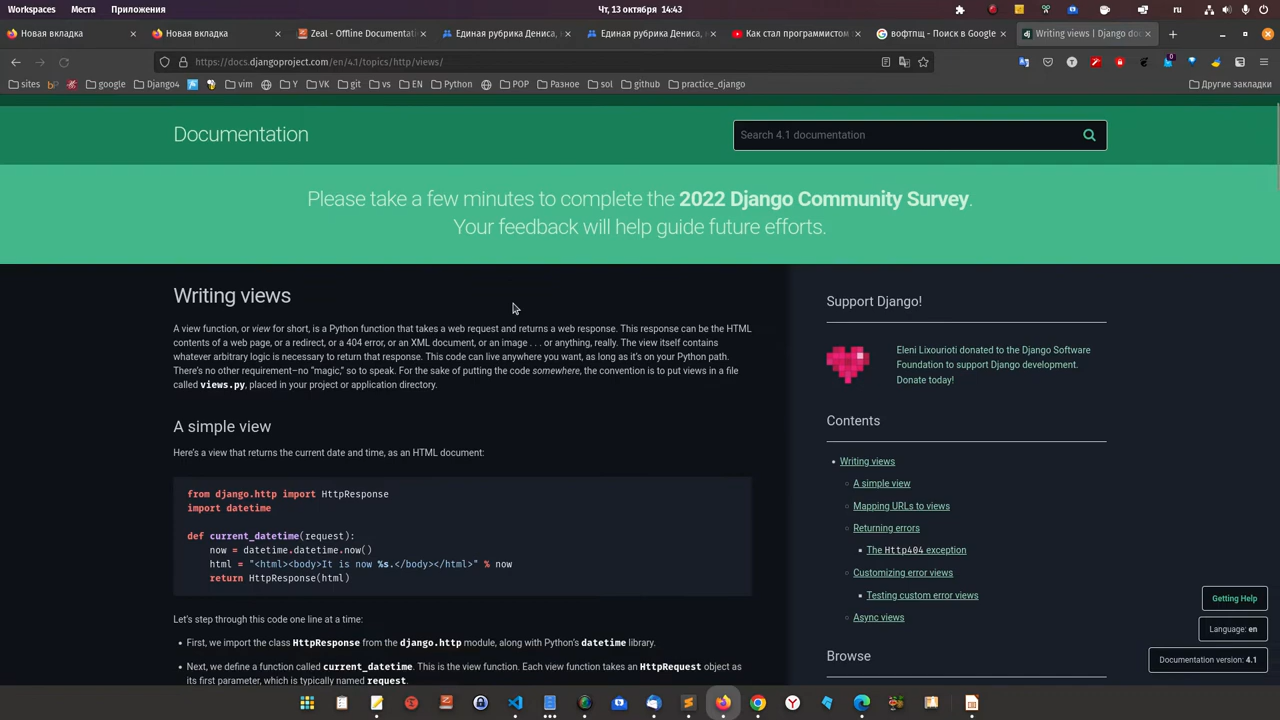 Workspaces Места Приложения Чт, 13 октября 14:43 ru
Новая вкладка Новая вкладка Zeal - Offline Documentati Единая рубрика Дениса, Единая рубрика Дениса, Как стал программистом вофтпщ - Поиск в Google Writing views | Django doc
https://docs.djangoproject.com/en/4.1/topics/http/views/
sites google Django4 vim Y VK git vs EN Python POP Разное sol github practice_django Другие закладки
Documentation Search 4.1 documentation
Please take a few minutes to complete the 2022 Django Community Survey.
Your feedback will help guide future efforts.
Writing views
A view function, or view for short, is a Python function that takes a web request and returns a web response. This response can be the HTML
contents of a web page, or a redirect, or a 404 error, or an XML document, or an image . . . or anything, really. The view itself contains
whatever arbitrary logic is necessary to return that response. This code can live anywhere you want, as long as it's on your Python path.
There's no other requirement–no “magic,” so to speak. For the sake of putting the code somewhere, the convention is to put views in a file
called views.py, placed in your project or application directory.
A simple view
Here's a view that returns the current date and time, as an HTML document:
from django.http import HttpResponse
import datetime
def current_datetime(request):
now = datetime.datetime.now()
html = "<html><body>It is now %s.</body></html>" % now
return HttpResponse(html)
Let's step through this code one line at a time:
First, we import the class HttpResponse from the django.http module, along with Python's datetime library.
Next, we define a function called current_datetime. This is the view function. Each view function takes an HttpRequest object as
its first parameter, which is typically named request.
Support Django!
Eleni Lixourioti donated to the Django Software
Foundation to support Django development.
Donate today!
Contents
Writing views
A simple view
Mapping URLs to views
Returning errors
The Http404 exception
Customizing error views
Testing custom error views
Async views
Browse
Getting Help
Language: en
Documentation version: 4.1